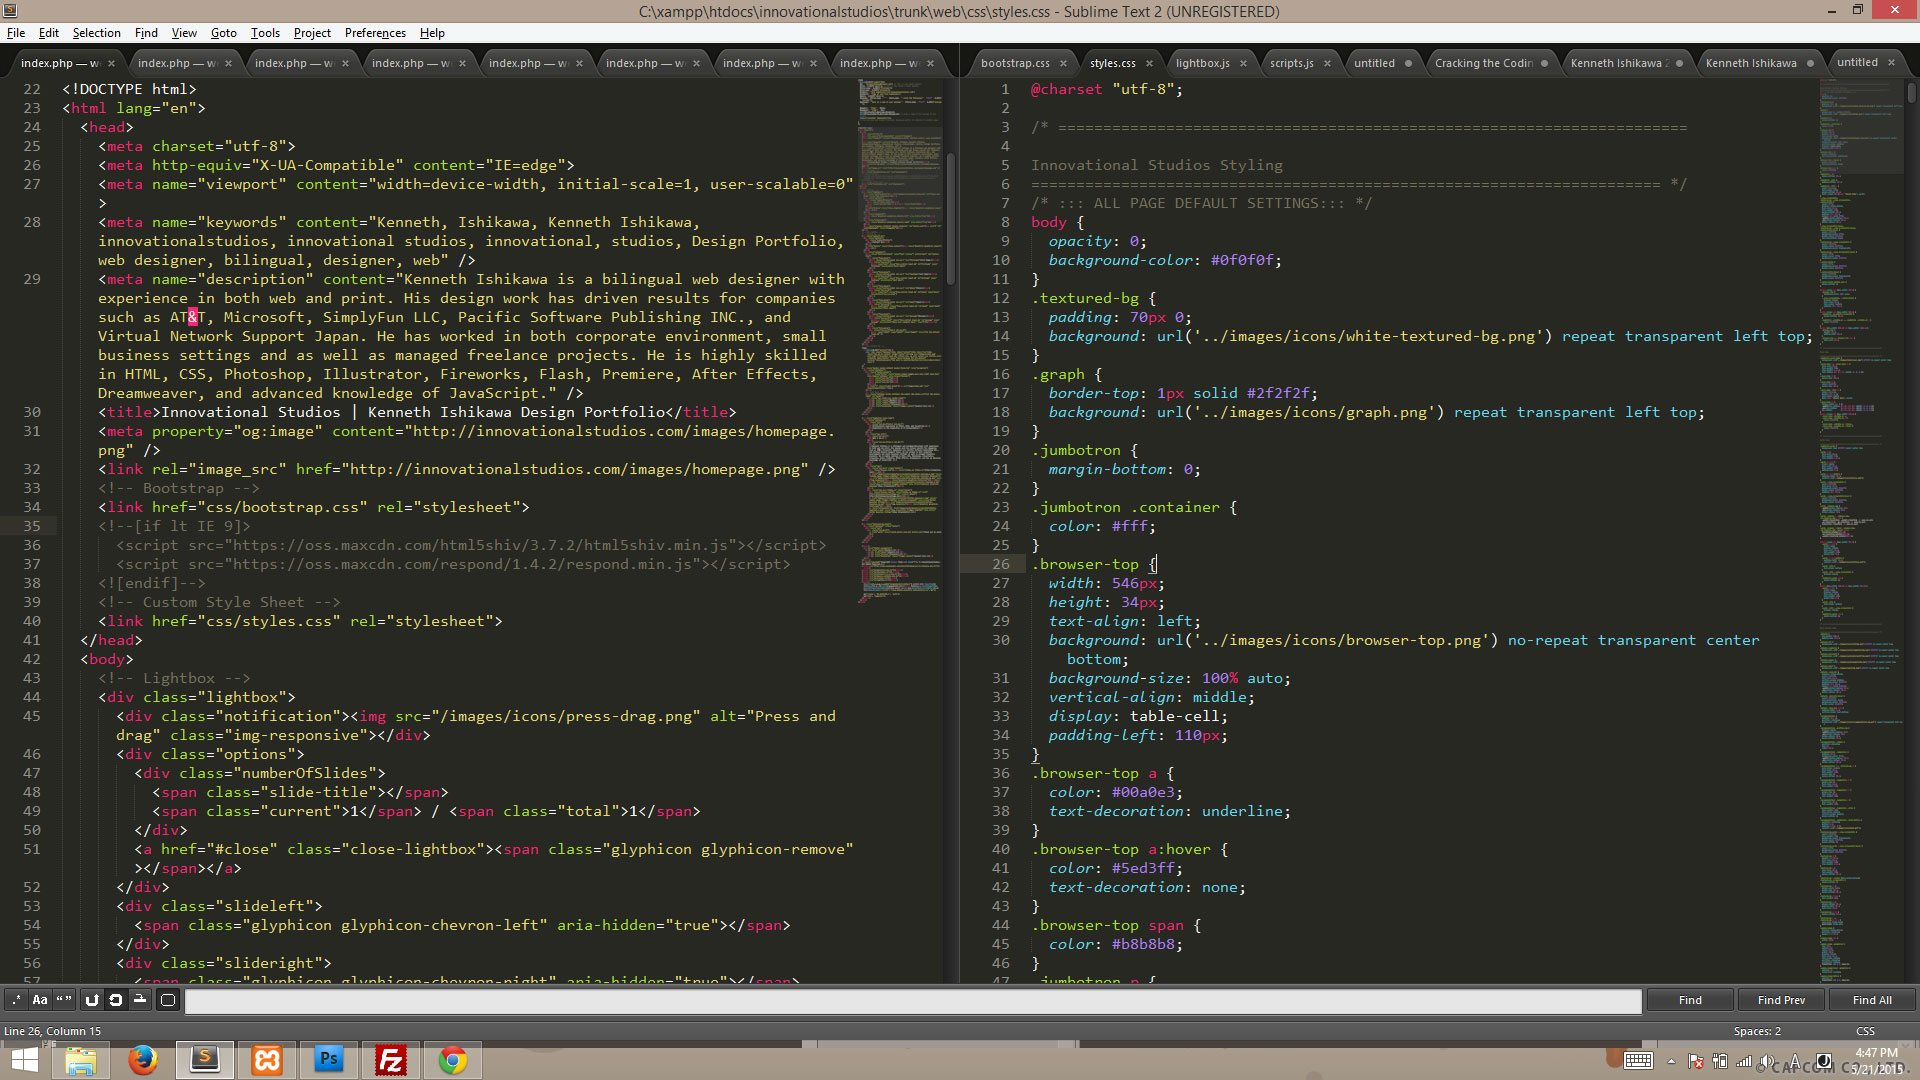 C:\xampp\htdocs\innovationalstudios\trunk\web\css\styles.css - Sublime Text 2 (UNREGISTERED)
File Edit Selection Find View Goto Tools Project Preferences Help
index.php — w index.php — w index.php — w index.php — w index.php — w index.php — w index.php — w index.php — w
22 <!DOCTYPE html>
23 <html lang="en">
24 <head>
25 <meta charset="utf-8">
26 <meta http-equiv="X-UA-Compatible" content="IE=edge">
27 <meta name="viewport" content="width=device-width, initial-scale=1, user-scalable=0"
>
28 <meta name="keywords" content="Kenneth, Ishikawa, Kenneth Ishikawa,
innovationalstudios, innovational studios, innovational, studios, Design Portfolio,
web designer, bilingual, designer, web" />
29 <meta name="description" content="Kenneth Ishikawa is a bilingual web designer with
experience in both web and print. His design work has driven results for companies
such as AT&T, Microsoft, SimplyFun LLC, Pacific Software Publishing INC., and
Virtual Network Support Japan. He has worked in both corporate environment, small
business settings and as well as managed freelance projects. He is highly skilled
in HTML, CSS, Photoshop, Illustrator, Fireworks, Flash, Premiere, After Effects,
Dreamweaver, and advanced knowledge of JavaScript." />
30 <title>Innovational Studios | Kenneth Ishikawa Design Portfolio</title>
31 <meta property="og:image" content="http://innovationalstudios.com/images/homepage.
png" />
32 <link rel="image_src" href="http://innovationalstudios.com/images/homepage.png" />
33 <!-- Bootstrap -->
34 <link href="css/bootstrap.css" rel="stylesheet">
35 <!--[if lt IE 9]>
36 <script src="https://oss.maxcdn.com/html5shiv/3.7.2/html5shiv.min.js"></script>
37 <script src="https://oss.maxcdn.com/respond/1.4.2/respond.min.js"></script>
38 <![endif]-->
39 <!-- Custom Style Sheet -->
40 <link href="css/styles.css" rel="stylesheet">
41 </head>
42 <body>
43 <!-- Lightbox -->
44 <div class="lightbox">
45 <div class="notification"><img src="/images/icons/press-drag.png" alt="Press and
drag" class="img-responsive"></div>
46 <div class="options">
47 <div class="numberOfSlides">
48 <span class="slide-title"></span>
49 <span class="current">1</span> / <span class="total">1</span>
50 </div>
51 <a href="#close" class="close-lightbox"><span class="glyphicon glyphicon-remove"
></span></a>
52 </div>
53 <div class="slideleft">
54 <span class="glyphicon glyphicon-chevron-left" aria-hidden="true"></span>
55 </div>
56 <div class="slideright">
57 <span class="glyphicon glyphicon-chevron-right" aria-hidden="true"></span>
bootstrap.css styles.css lightbox.js scripts.js untitled Cracking the Codin Kenneth Ishikawa 2 Kenneth Ishikawa untitled
1 @charset "utf-8";
2
3 /* ======================================================================
4
5 Innovational Studios Styling
6 ====================================================================== */
7 /* ::: ALL PAGE DEFAULT SETTINGS::: */
8 body {
9 opacity: 0;
10 background-color: #0f0f0f;
11 }
12 .textured-bg {
13 padding: 70px 0;
14 background: url('../images/icons/white-textured-bg.png') repeat transparent left top;
15 }
16 .graph {
17 border-top: 1px solid #2f2f2f;
18 background: url('../images/icons/graph.png') repeat transparent left top;
19 }
20 .jumbotron {
21 margin-bottom: 0;
22 }
23 .jumbotron .container {
24 color: #fff;
25 }
26 .browser-top {
27 width: 546px;
28 height: 34px;
29 text-align: left;
30 background: url('../images/icons/browser-top.png') no-repeat transparent center
bottom;
31 background-size: 100% auto;
32 vertical-align: middle;
33 display: table-cell;
34 padding-left: 110px;
35 }
36 .browser-top a {
37 color: #00a0e3;
38 text-decoration: underline;
39 }
40 .browser-top a:hover {
41 color: #5ed3ff;
42 text-decoration: none;
43 }
44 .browser-top span {
45 color: #b8b8b8;
46 }
47 .jumbotron p {
.* Aa “ ” Find Find Prev Find All
Line 26, Column 15 Spaces: 2 CSS
S Ps Fz A 4:47 PM
5/21/2015
© CAPCOM CO., LTD.